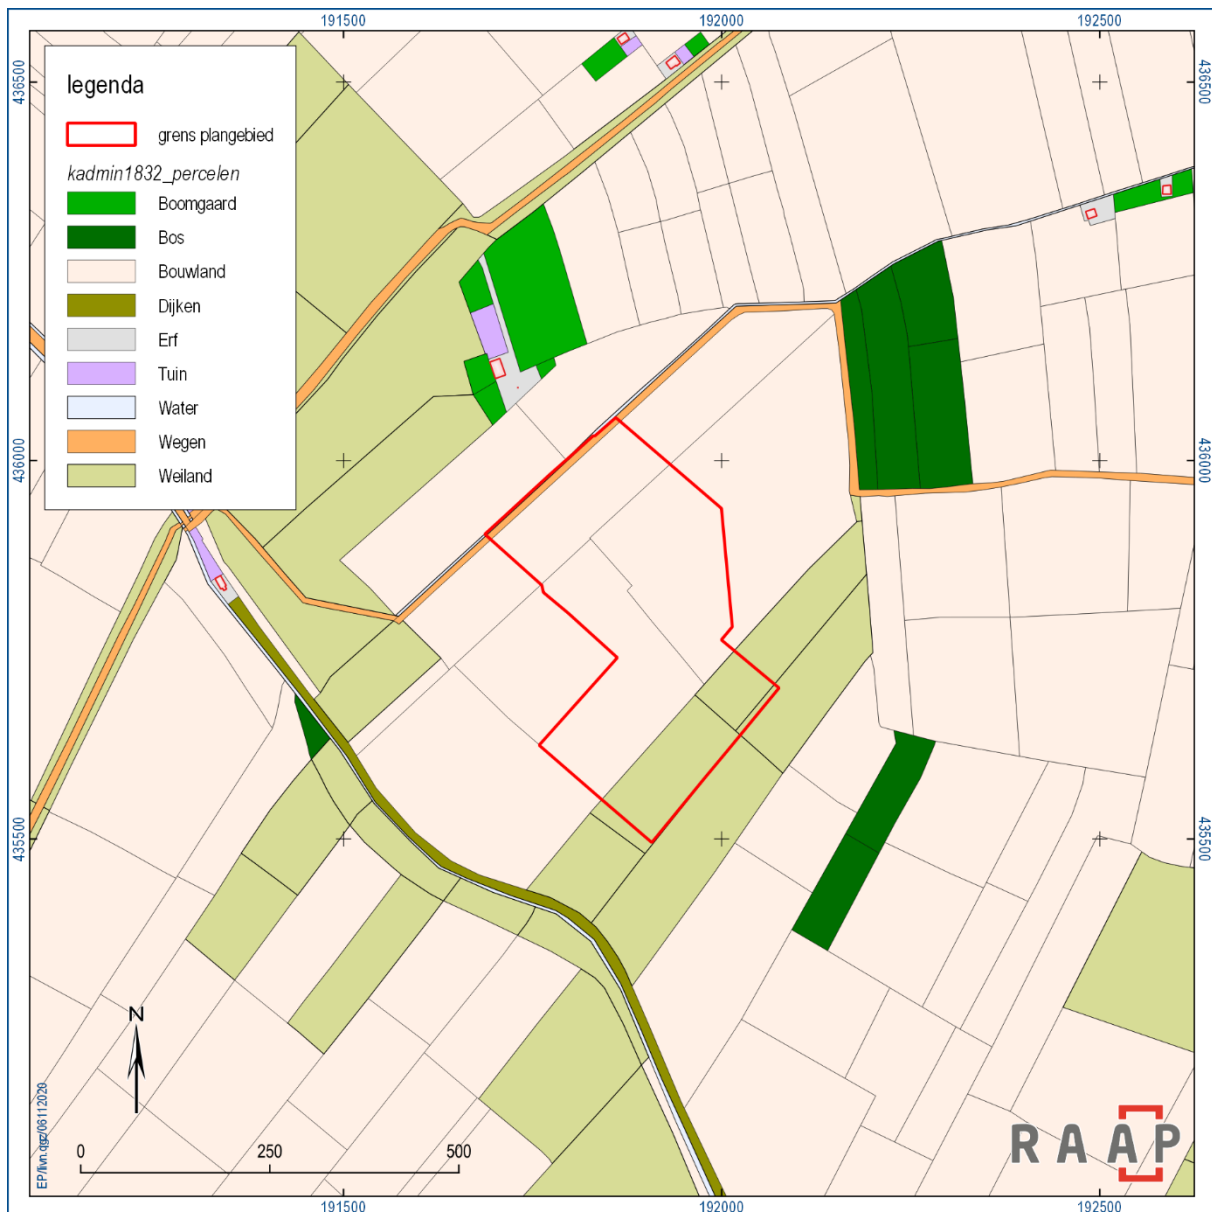 191500 192000 192500
436500 436500
legenda
grens plangebied
kadmin1832_percelen
Boomgaard
Bos
Bouwland
Dijken
Erf
Tuin
Water
Wegen
Weiland
436000 436000
435500 435500
N
0 250 500
RAAP
191500 192000 192500